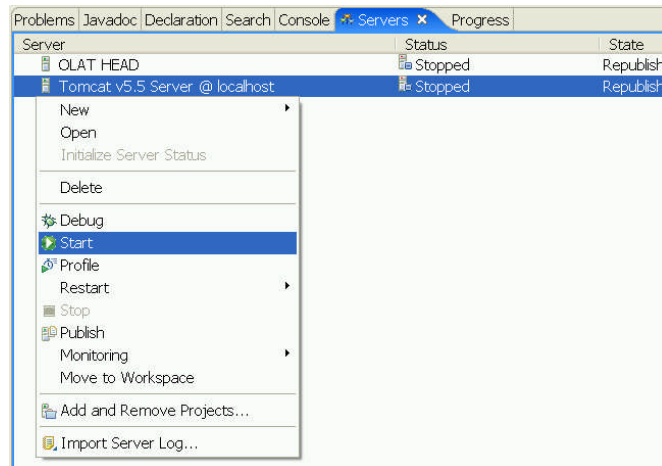 Problems Javadoc Declaration Search Console Servers Progress
Server Status State
OLAT HEAD Stopped Republish
Tomcat v5.5 Server @ localhost Stopped Republish
New
Open
Initialize Server Status
Delete
Debug
Start
Profile
Restart
Stop
Publish
Monitoring
Move to Workspace
Add and Remove Projects...
Import Server Log...